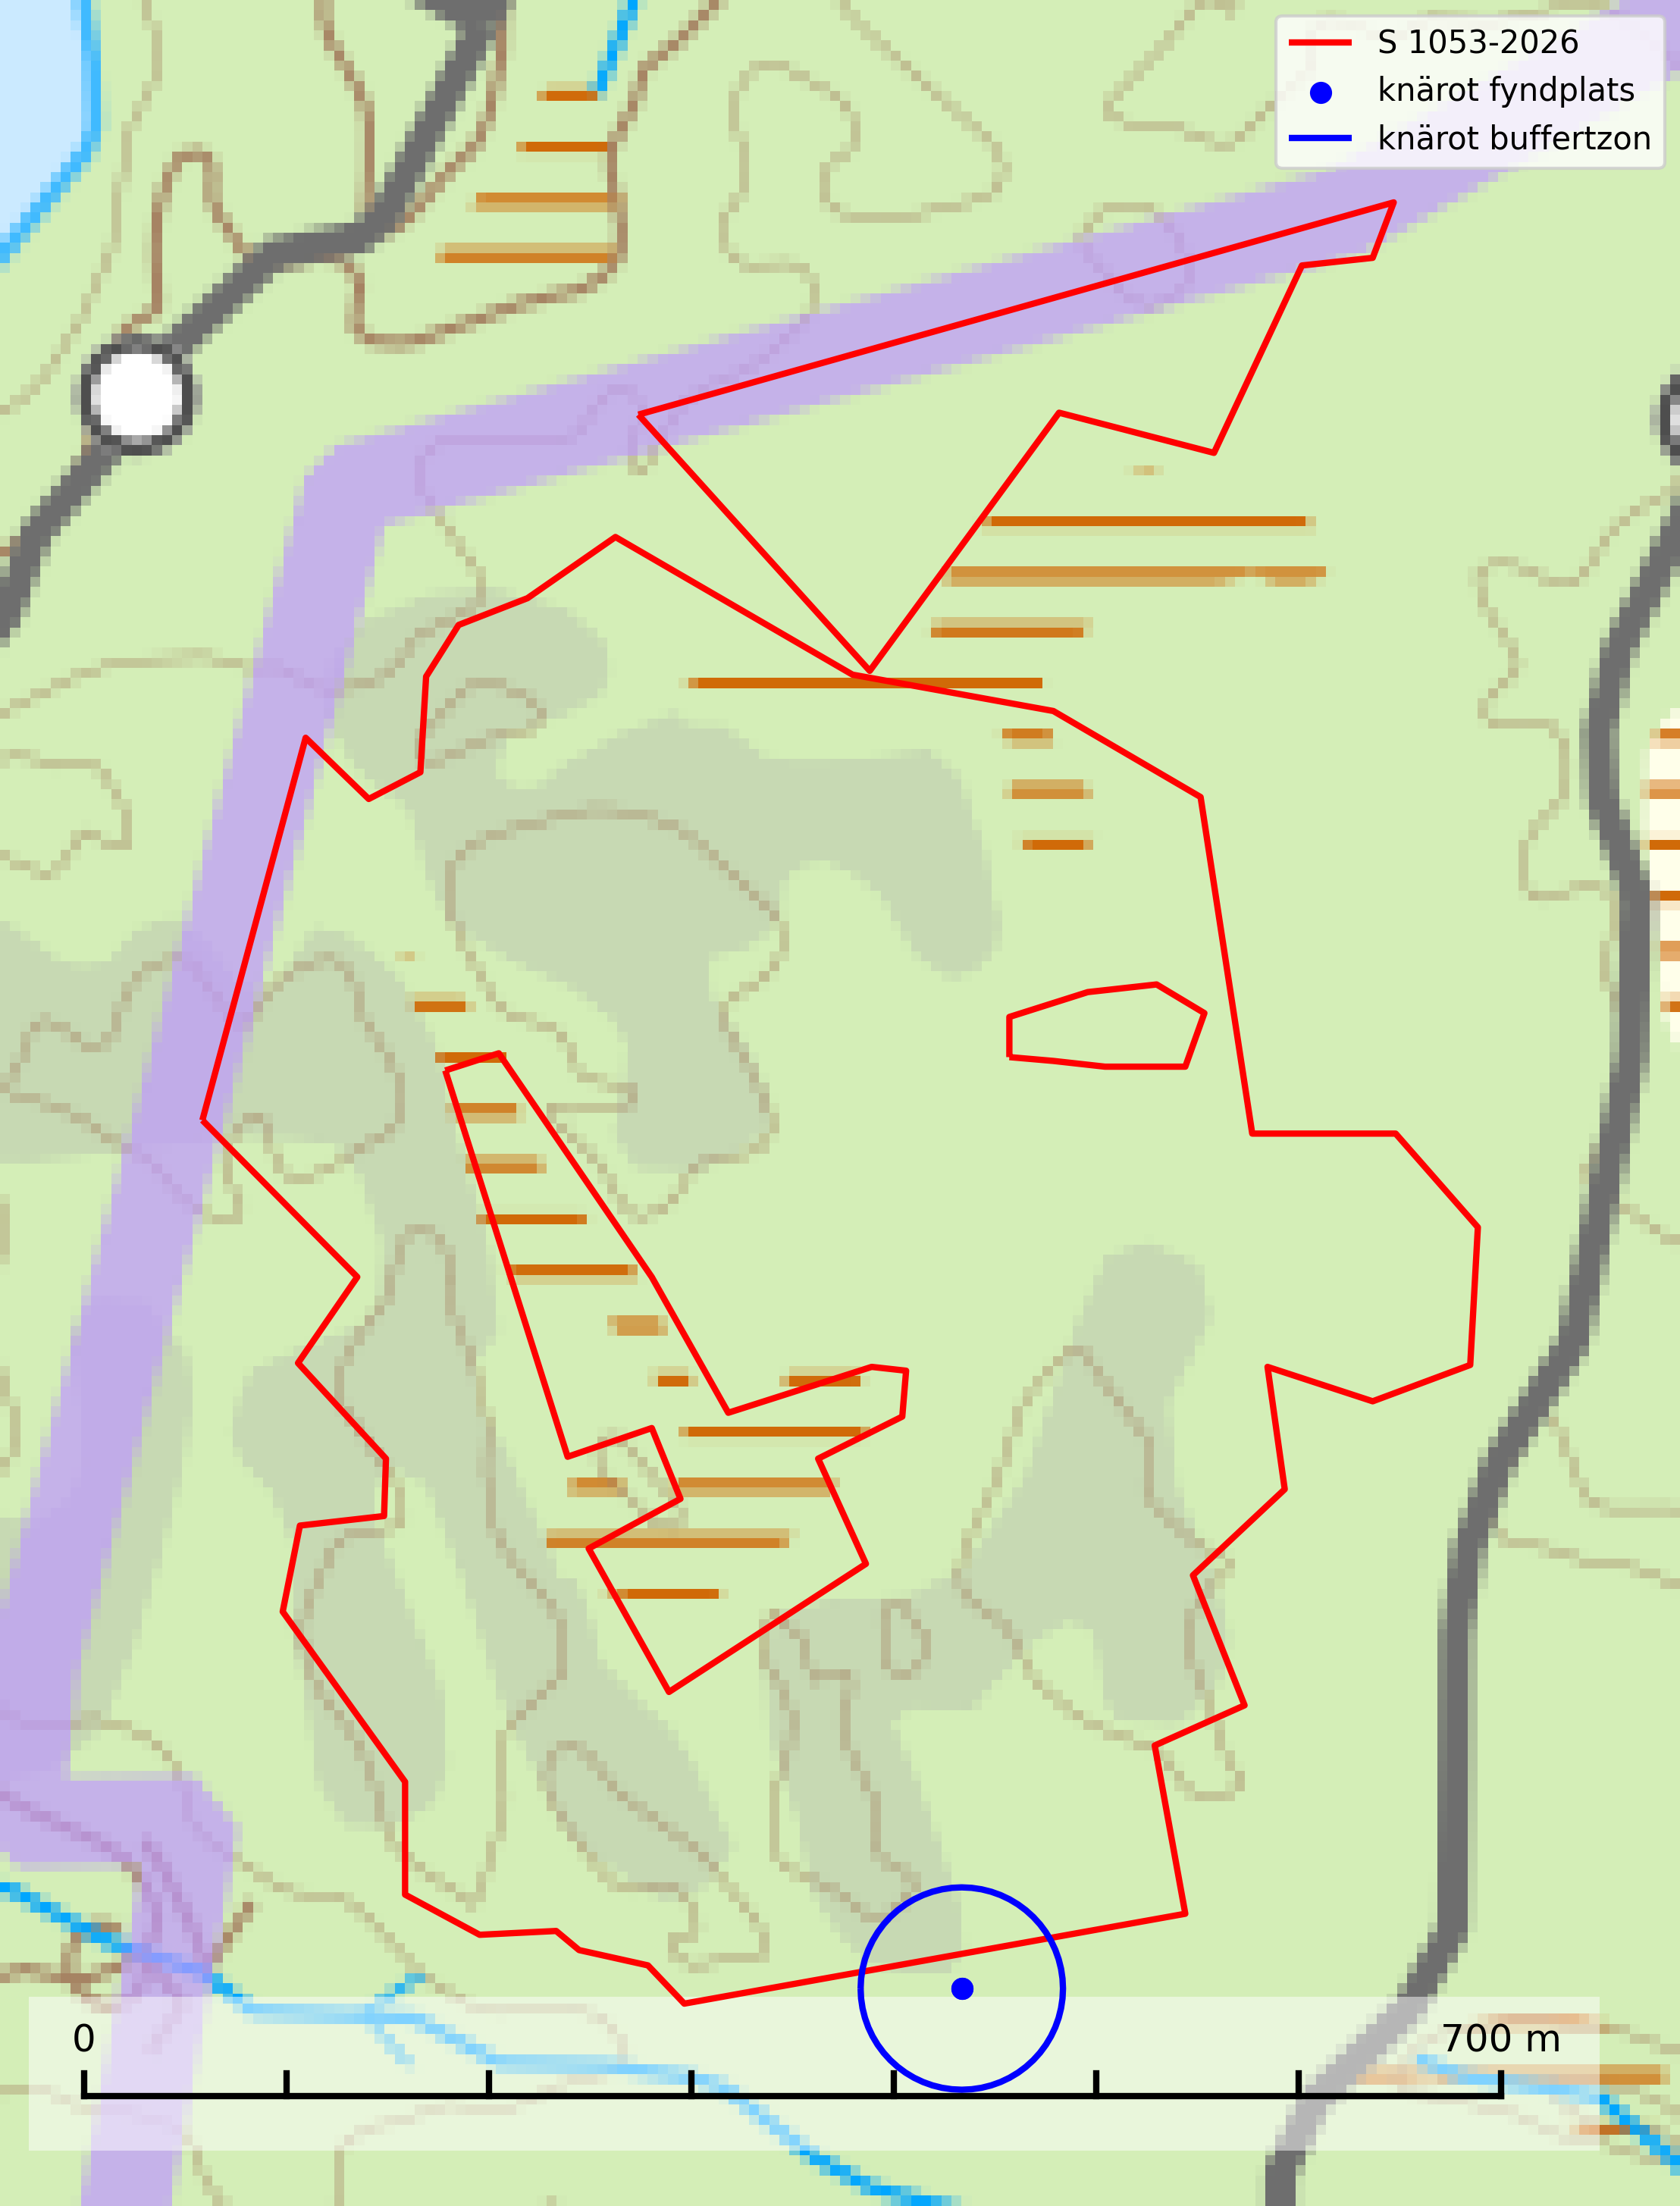 S 1053-2026
knärot fyndplats
knärot buffertzon
0
700 m